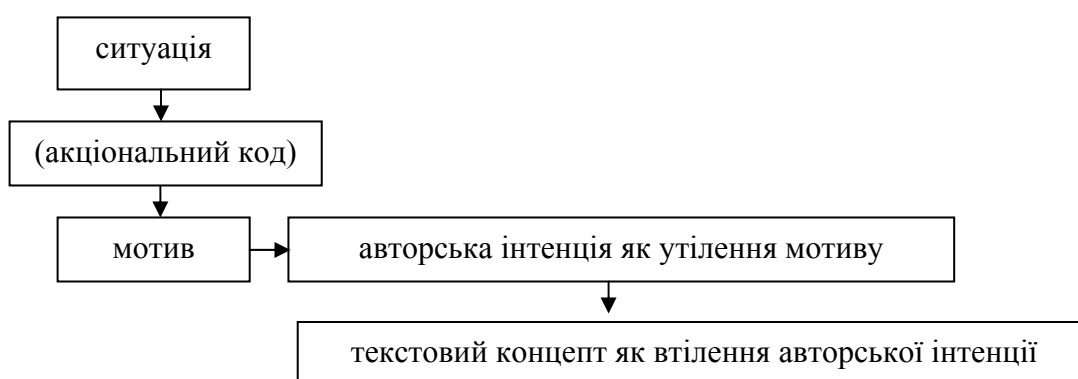 ситуація
(акціональний код)
мотив
авторська інтенція як утілення мотиву
текстовий концепт як втілення авторської інтенції